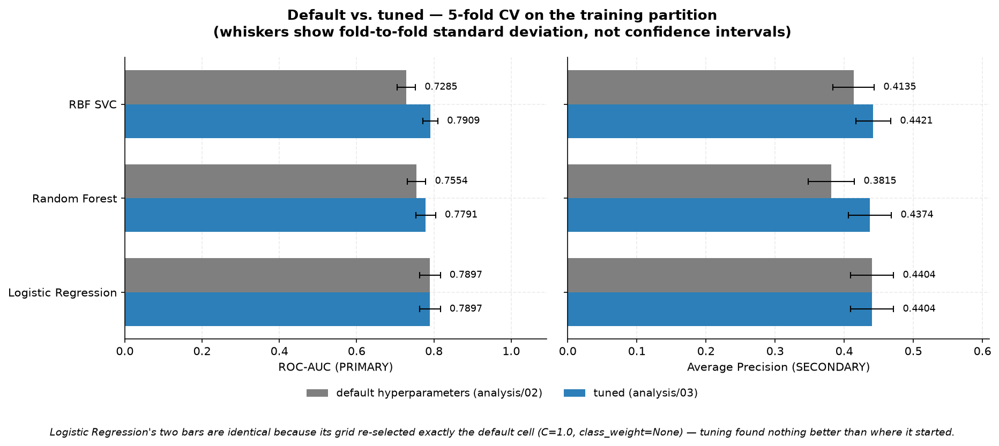 Default vs. tuned — 5-fold CV on the training partition
(whiskers show fold-to-fold standard deviation, not confidence intervals)
RBF SVC
Random Forest
Logistic Regression
0.7285
0.7909
0.7554
0.7791
0.7897
0.7897
0.0 0.2 0.4 0.6 0.8 1.0
ROC-AUC (PRIMARY)
0.4135
0.4421
0.3815
0.4374
0.4404
0.4404
0.0 0.1 0.2 0.3 0.4 0.5 0.6
Average Precision (SECONDARY)
default hyperparameters (analysis/02)
tuned (analysis/03)
Logistic Regression's two bars are identical because its grid re-selected exactly the default cell (C=1.0, class_weight=None) — tuning found nothing better than where it started.